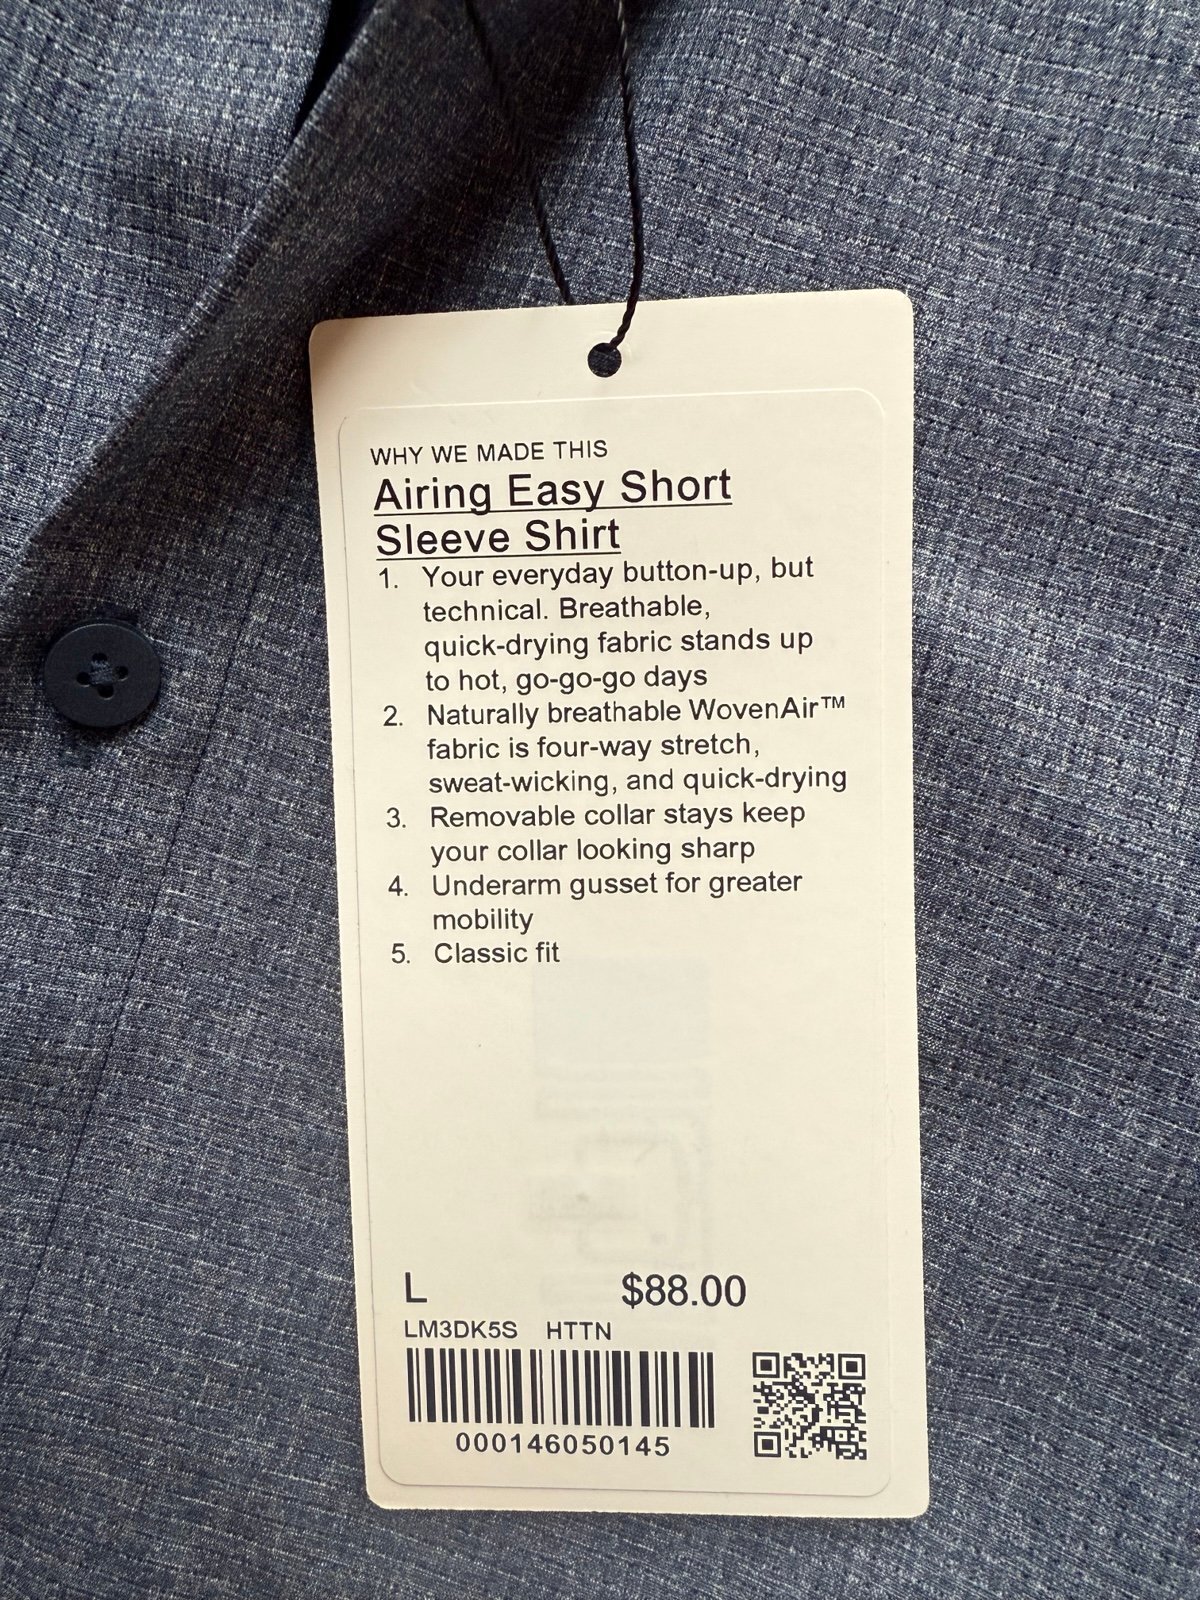 WHY WE MADE THIS
Airing Easy Short
Sleeve Shirt
1. Your everyday button-up, but
technical. Breathable,
quick-drying fabric stands up
to hot, go-go-go days
2. Naturally breathable WovenAir™
fabric is four-way stretch,
sweat-wicking, and quick-drying
3. Removable collar stays keep
your collar looking sharp
4. Underarm gusset for greater
mobility
5. Classic fit
L $88.00
LM3DK5S HTTN
000146050145